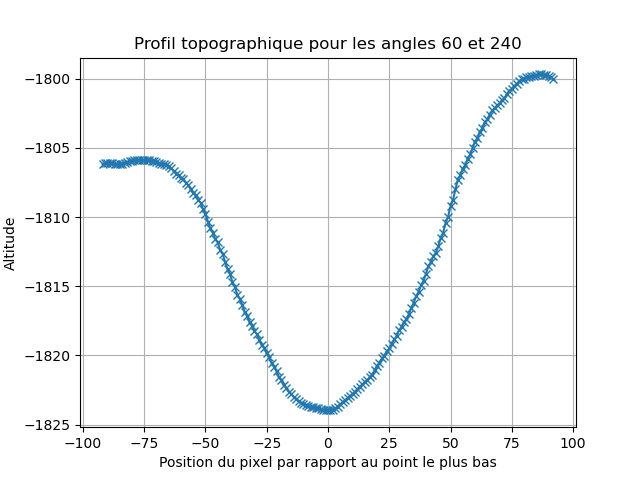 Profil topographique pour les angles 60 et 240
−1800
−1805
−1810
−1815
−1820
−1825
Altitude
−100 −75 −50 −25 0 25 50 75 100
Position du pixel par rapport au point le plus bas